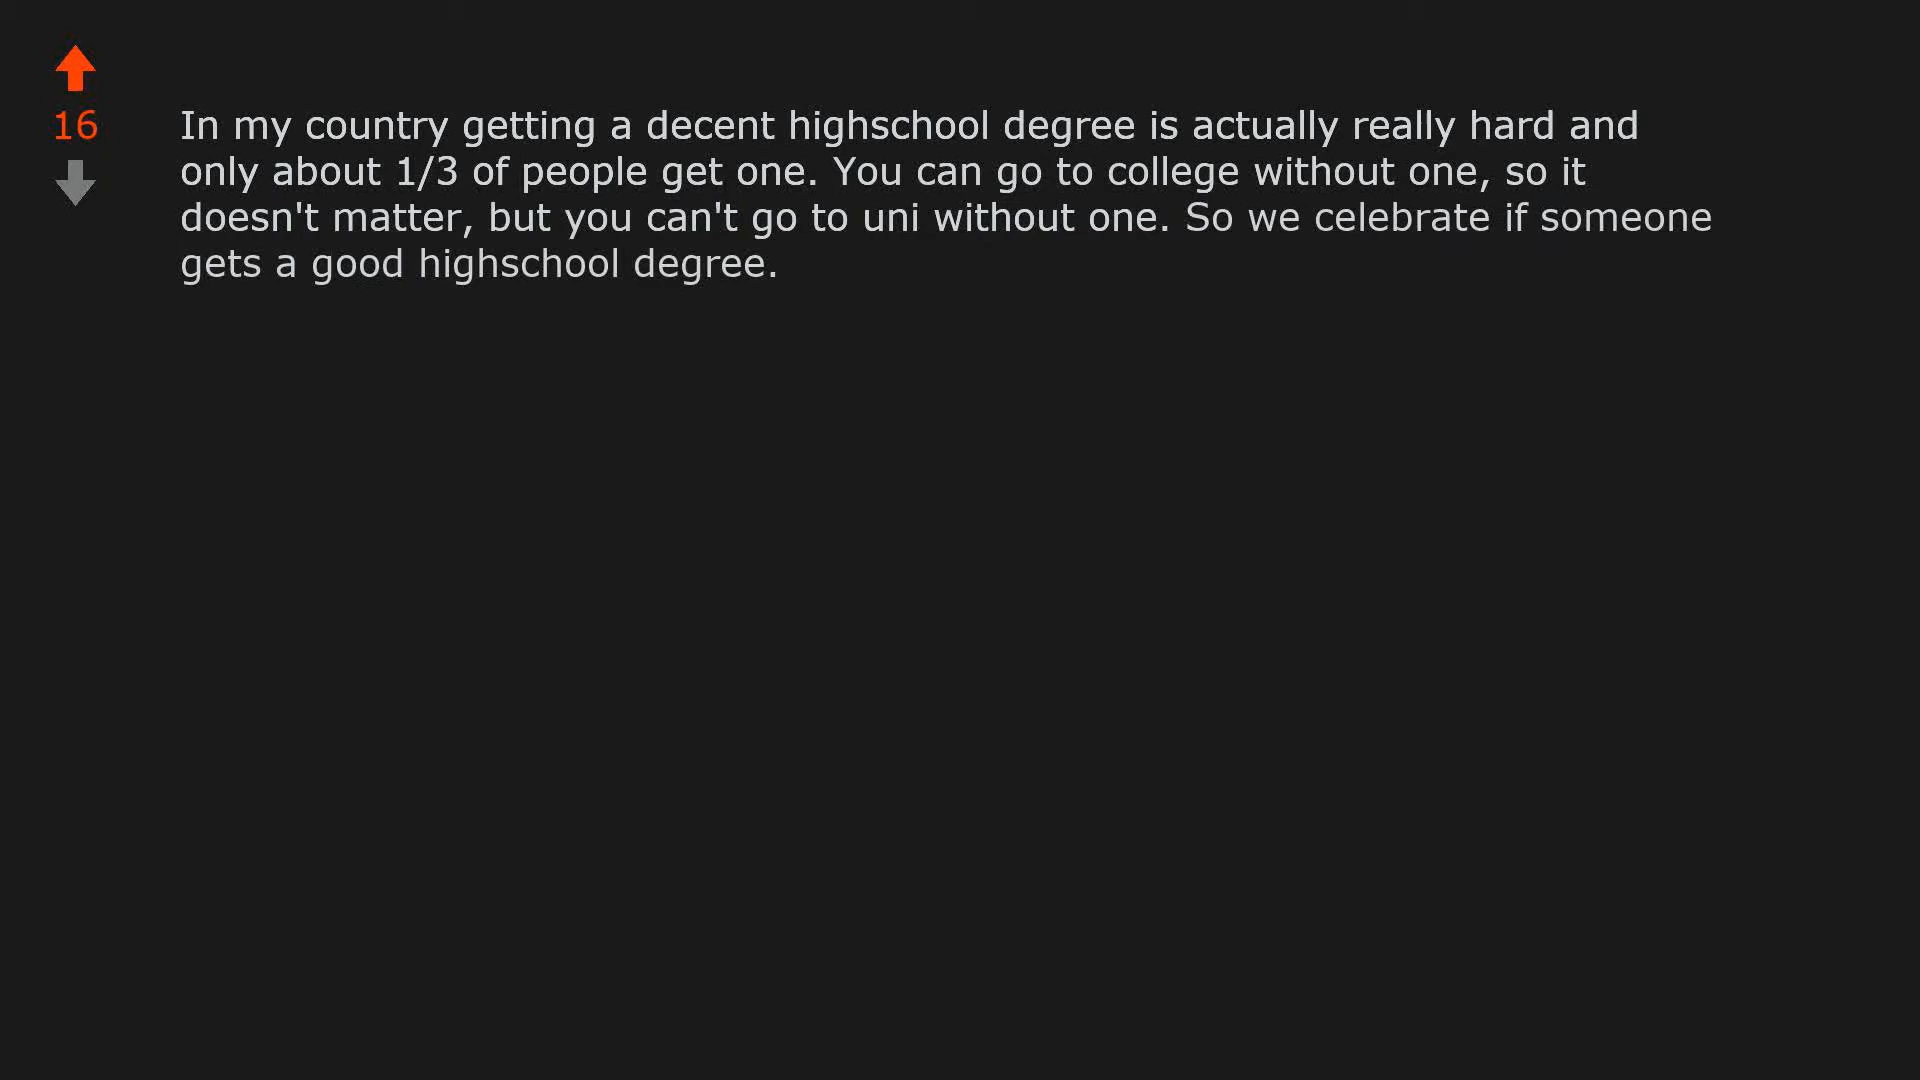 16
In my country getting a decent highschool degree is actually really hard and
only about 1/3 of people get one. You can go to college without one, so it
doesn't matter, but you can't go to uni without one. So we celebrate if someone
gets a good highschool degree.